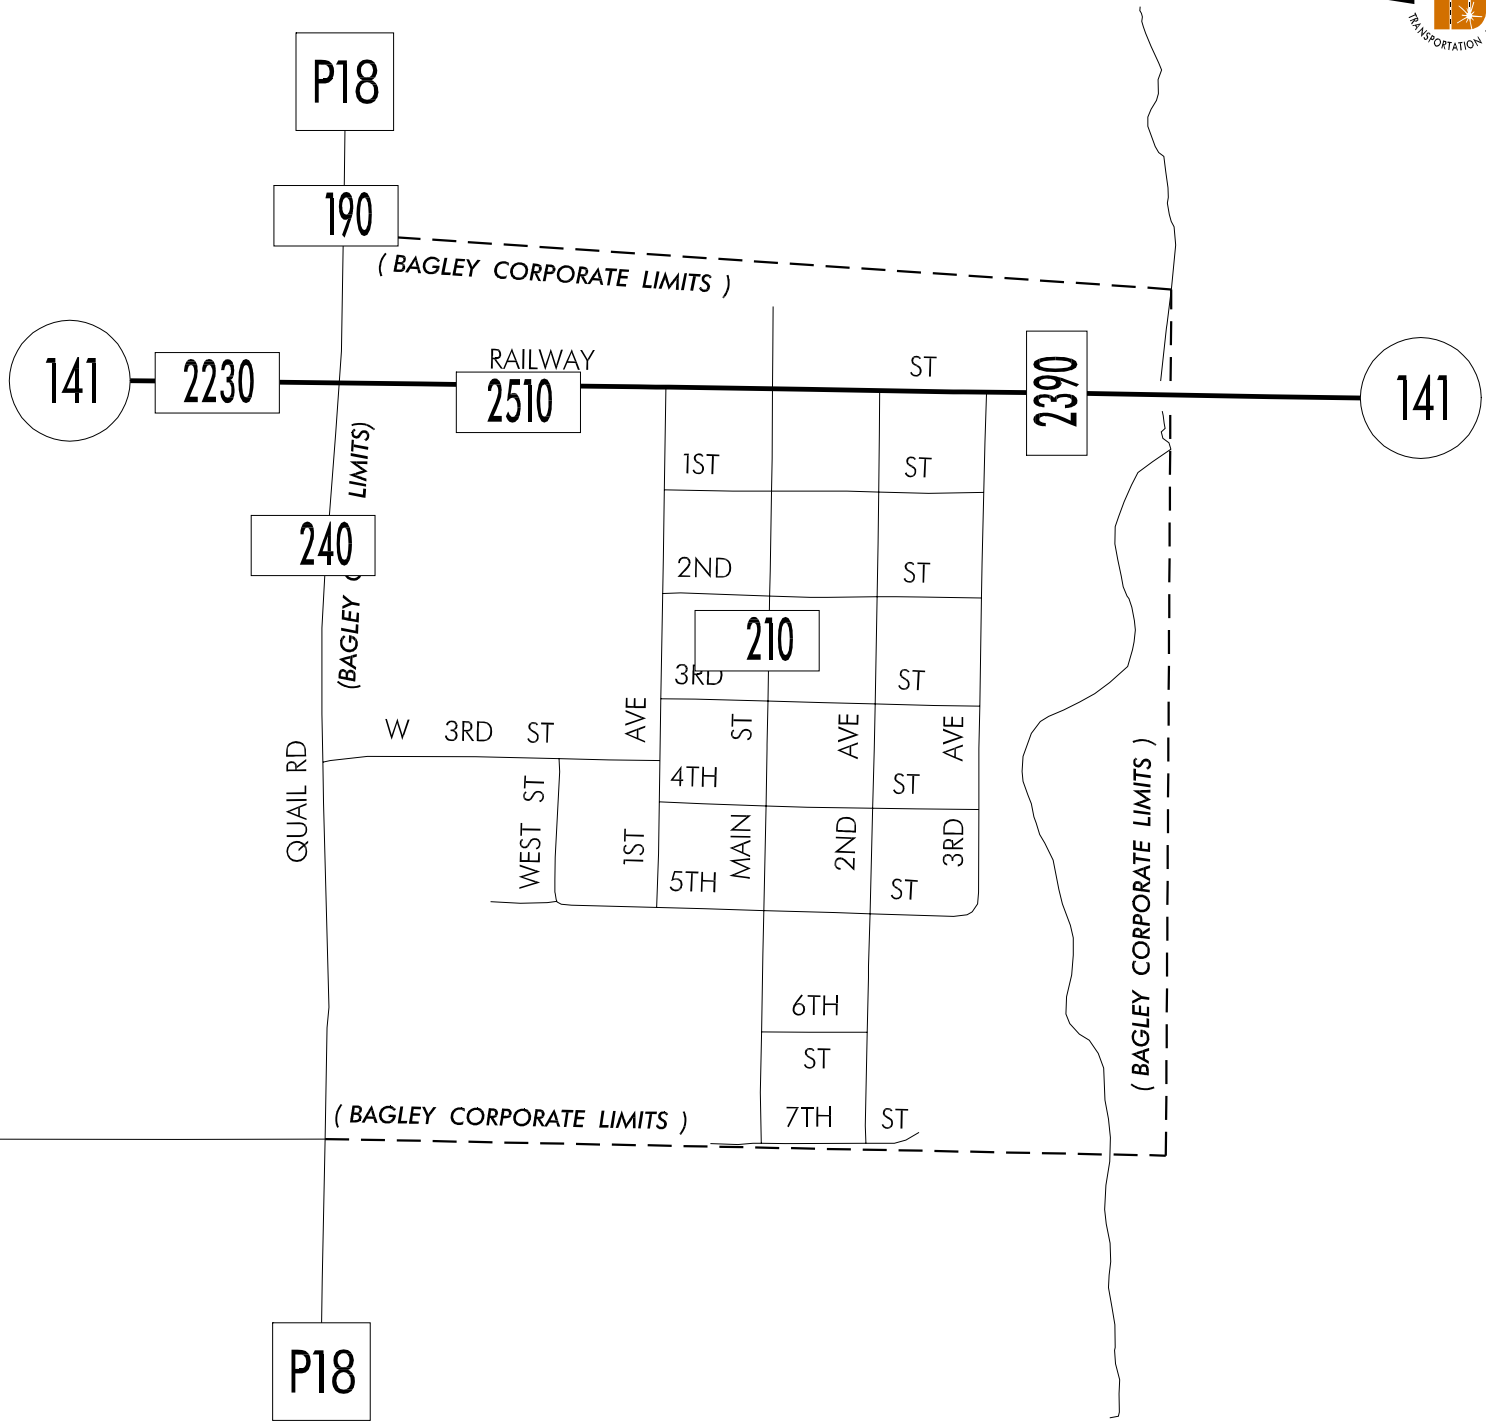 TRANSPORTATION
P18
190
( BAGLEY CORPORATE LIMITS )
RAILWAY ST
141
2230
2510
2390
141
(BAGLEY LIMITS)
1ST ST
240
2ND ST
210
3RD ST
W 3RD ST
QUAIL RD
WEST ST
1ST AVE
MAIN ST
2ND AVE
3RD AVE
4TH ST
5TH ST
( BAGLEY CORPORATE LIMITS )
6TH
ST
7TH ST
( BAGLEY CORPORATE LIMITS )
P18